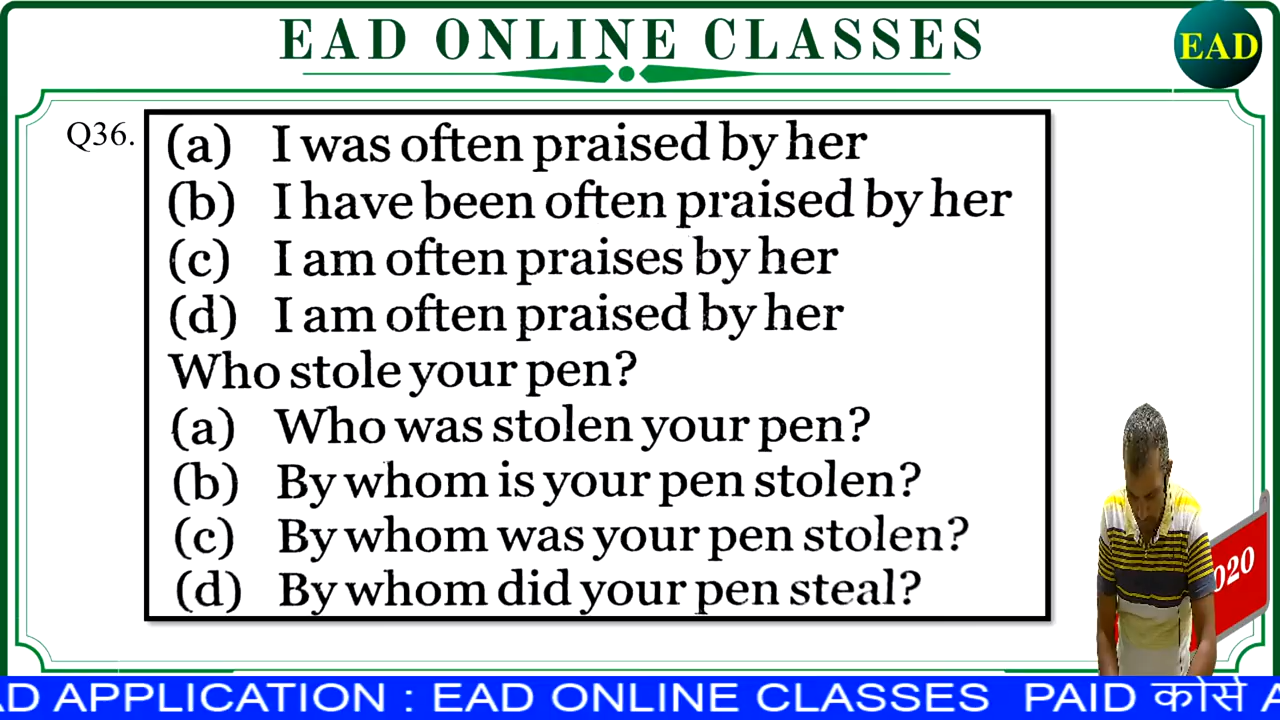 EAD ONLINE CLASSES
EAD
Q36.
(a) I was often praised by her
(b) I have been often praised by her
(c) I am often praises by her
(d) I am often praised by her
Who stole your pen?
(a) Who was stolen your pen?
(b) By whom is your pen stolen?
(c) By whom was your pen stolen?
(d) By whom did your pen steal?
020
AD APPLICATION : EAD ONLINE CLASSES PAID कोर्स A